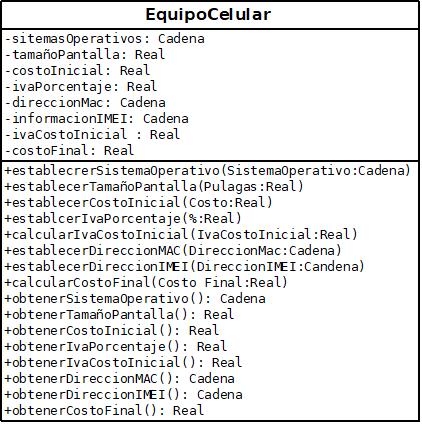 EquipoCelular
-sitemasOperativos: Cadena
-tamañoPantalla: Real
-costoInicial: Real
-ivaPorcentaje: Real
-direccionMac: Cadena
-informacionIMEI: Cadena
-ivaCostoInicial : Real
-costoFinal: Real
+establecrerSistemaOperativo(SistemaOperativo:Cadena)
+establecerTamañoPantalla(Pulagas:Real)
+establecerCostoInicial(Costo:Real)
+establcerIvaPorcentaje(%:Real)
+calcularIvaCostoInicial(IvaCostoInicial:Real)
+establecerDireccionMAC(DireccionMac:Cadena)
+establecerDireccionIMEI(DireccionIMEI:Candena)
+calcularCostoFinal(Costo Final:Real)
+obtenerSistemaOperativo(): Cadena
+obtenerTamañoPantalla(): Real
+obtenerCostoInicial(): Real
+obtenerIvaPorcentaje(): Real
+obtenerIvaCostoInicial(): Real
+obtenerDireccionMAC(): Cadena
+obtenerDireccionIMEI(): Cadena
+obtenerCostoFinal(): Real